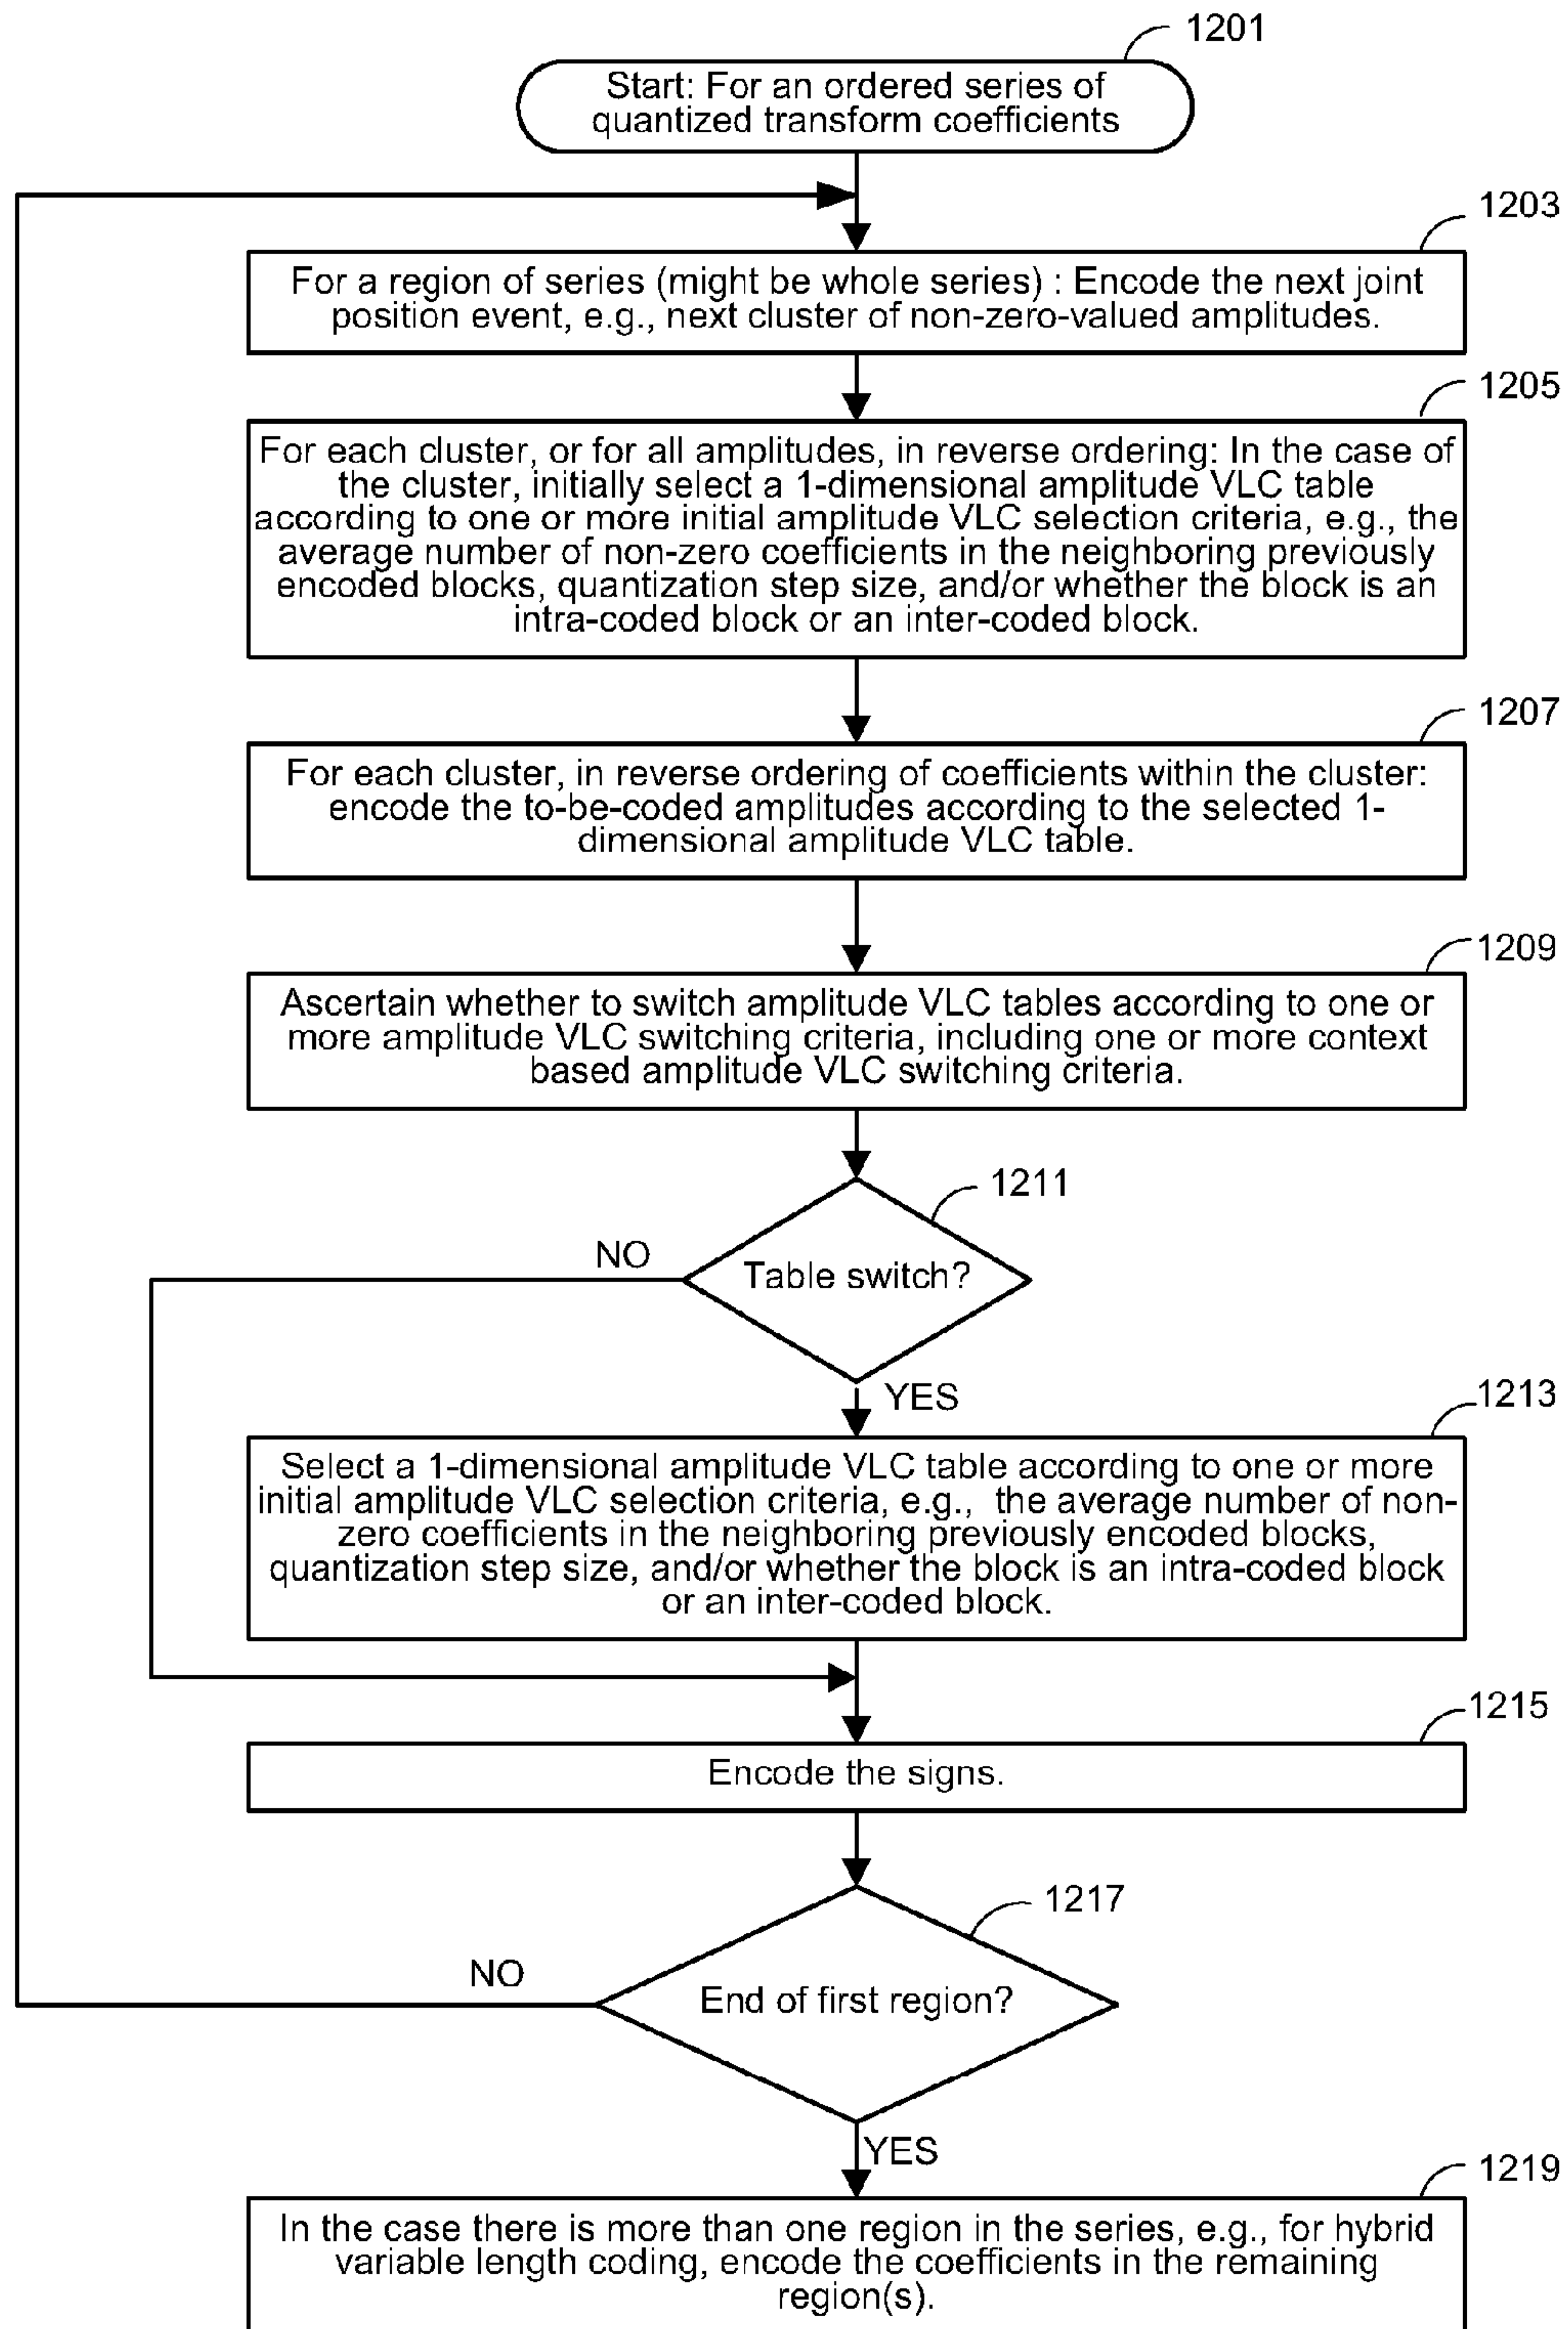 1201
Start: For an ordered series of
quantized transform coefficients
1203
For a region of series (might be whole series) : Encode the next joint
position event, e.g., next cluster of non-zero-valued amplitudes.
1205
For each cluster, or for all amplitudes, in reverse ordering: In the case of
the cluster, initially select a 1-dimensional amplitude VLC table
according to one or more initial amplitude VLC selection criteria, e.g., the
average number of non-zero coefficients in the neighboring previously
encoded blocks, quantization step size, and/or whether the block is an
intra-coded block or an inter-coded block.
1207
For each cluster, in reverse ordering of coefficients within the cluster:
encode the to-be-coded amplitudes according to the selected 1-
dimensional amplitude VLC table.
1209
Ascertain whether to switch amplitude VLC tables according to one or
more amplitude VLC switching criteria, including one or more context
based amplitude VLC switching criteria.
1211
NO
Table switch?
YES
1213
Select a 1-dimensional amplitude VLC table according to one or more
initial amplitude VLC selection criteria, e.g., the average number of non-
zero coefficients in the neighboring previously encoded blocks,
quantization step size, and/or whether the block is an intra-coded block
or an inter-coded block.
1215
Encode the signs.
1217
NO
End of first region?
YES
1219
In the case there is more than one region in the series, e.g., for hybrid
variable length coding, encode the coefficients in the remaining
region(s).